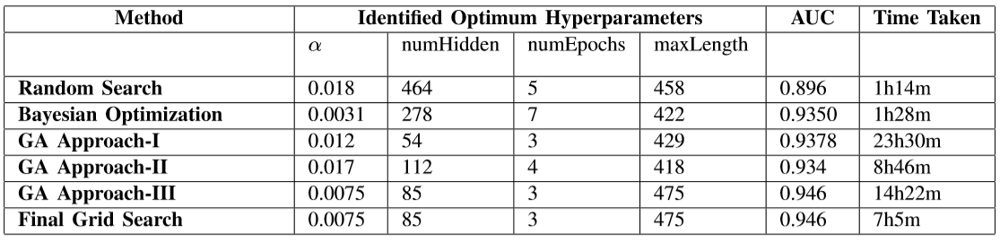 Method Identified Optimum Hyperparameters AUC Time Taken
α numHidden numEpochs maxLength
Random Search 0.018 464 5 458 0.896 1h14m
Bayesian Optimization 0.0031 278 7 422 0.9350 1h28m
GA Approach-I 0.012 54 3 429 0.9378 23h30m
GA Approach-II 0.017 112 4 418 0.934 8h46m
GA Approach-III 0.0075 85 3 475 0.946 14h22m
Final Grid Search 0.0075 85 3 475 0.946 7h5m